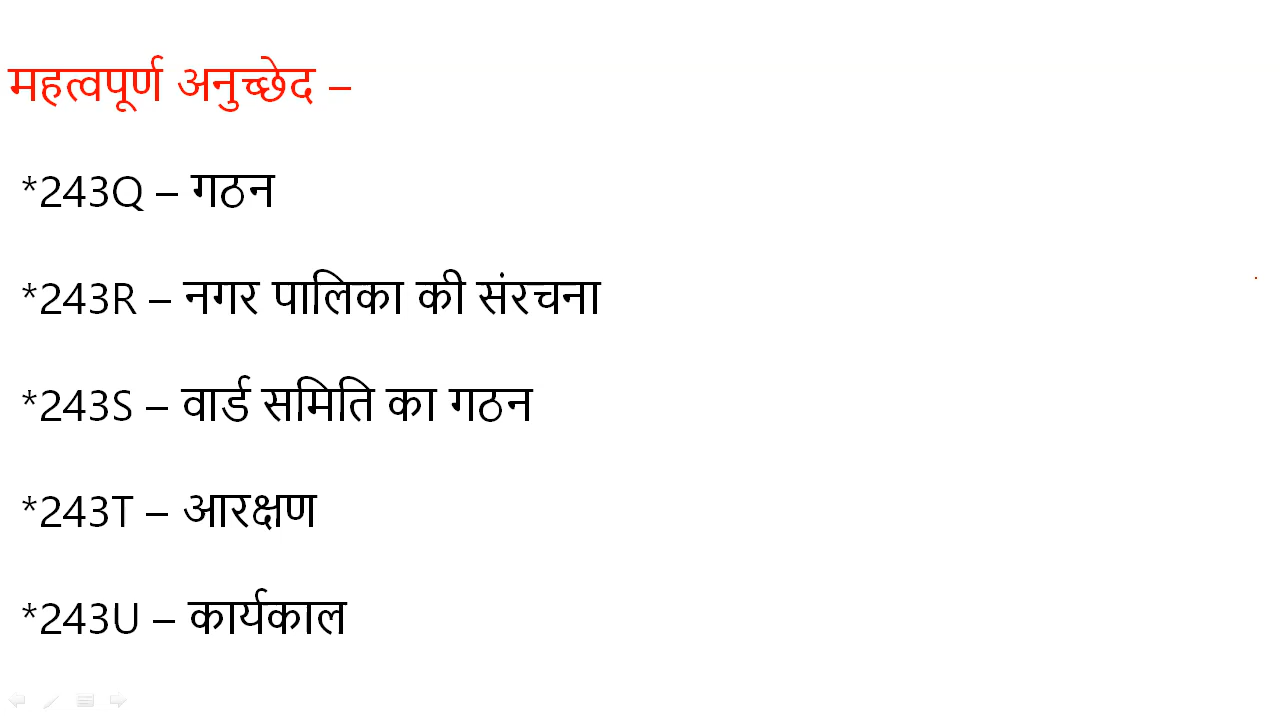 महत्वपूर्ण अनुच्छेद –
*243Q – गठन
*243R – नगर पालिका की संरचना
*243S – वार्ड समिति का गठन
*243T – आरक्षण
*243U – कार्यकाल